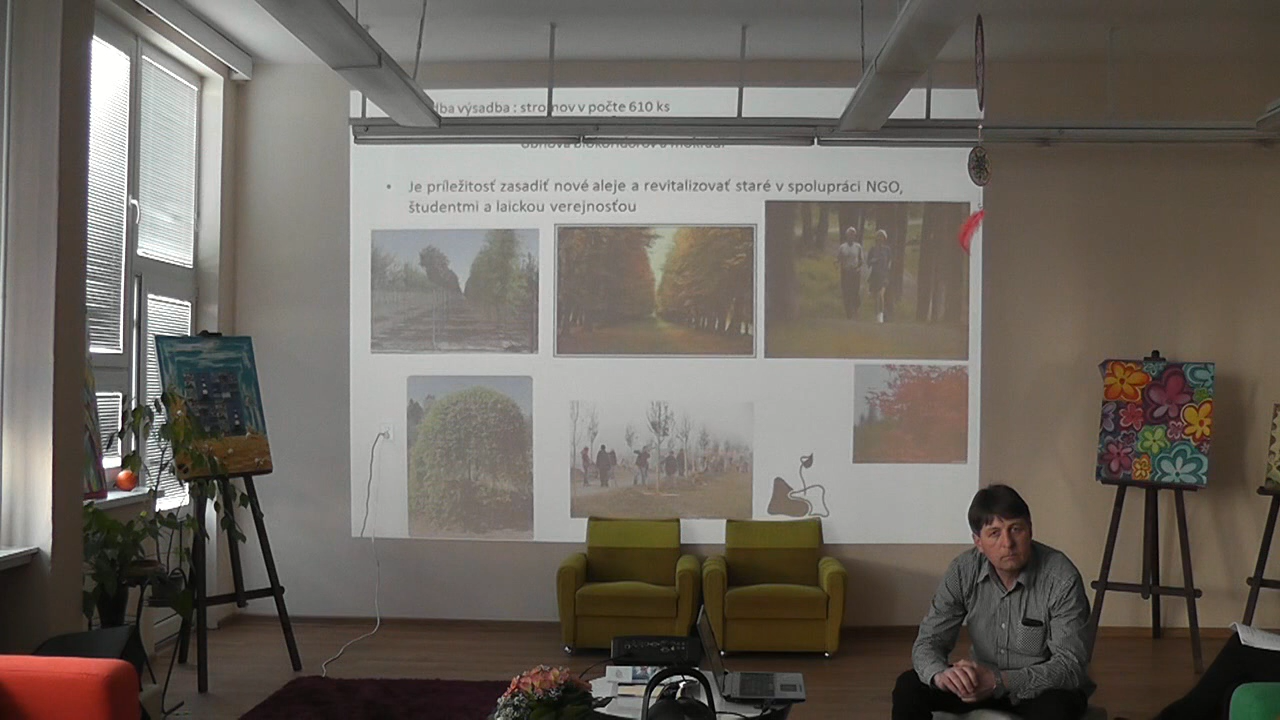 výsadba : stromov v počte 610 ks
• Je príležitosť zasadiť nové aleje a revitalizovať staré v spolupráci NGO,
študentmi a laickou verejnosťou